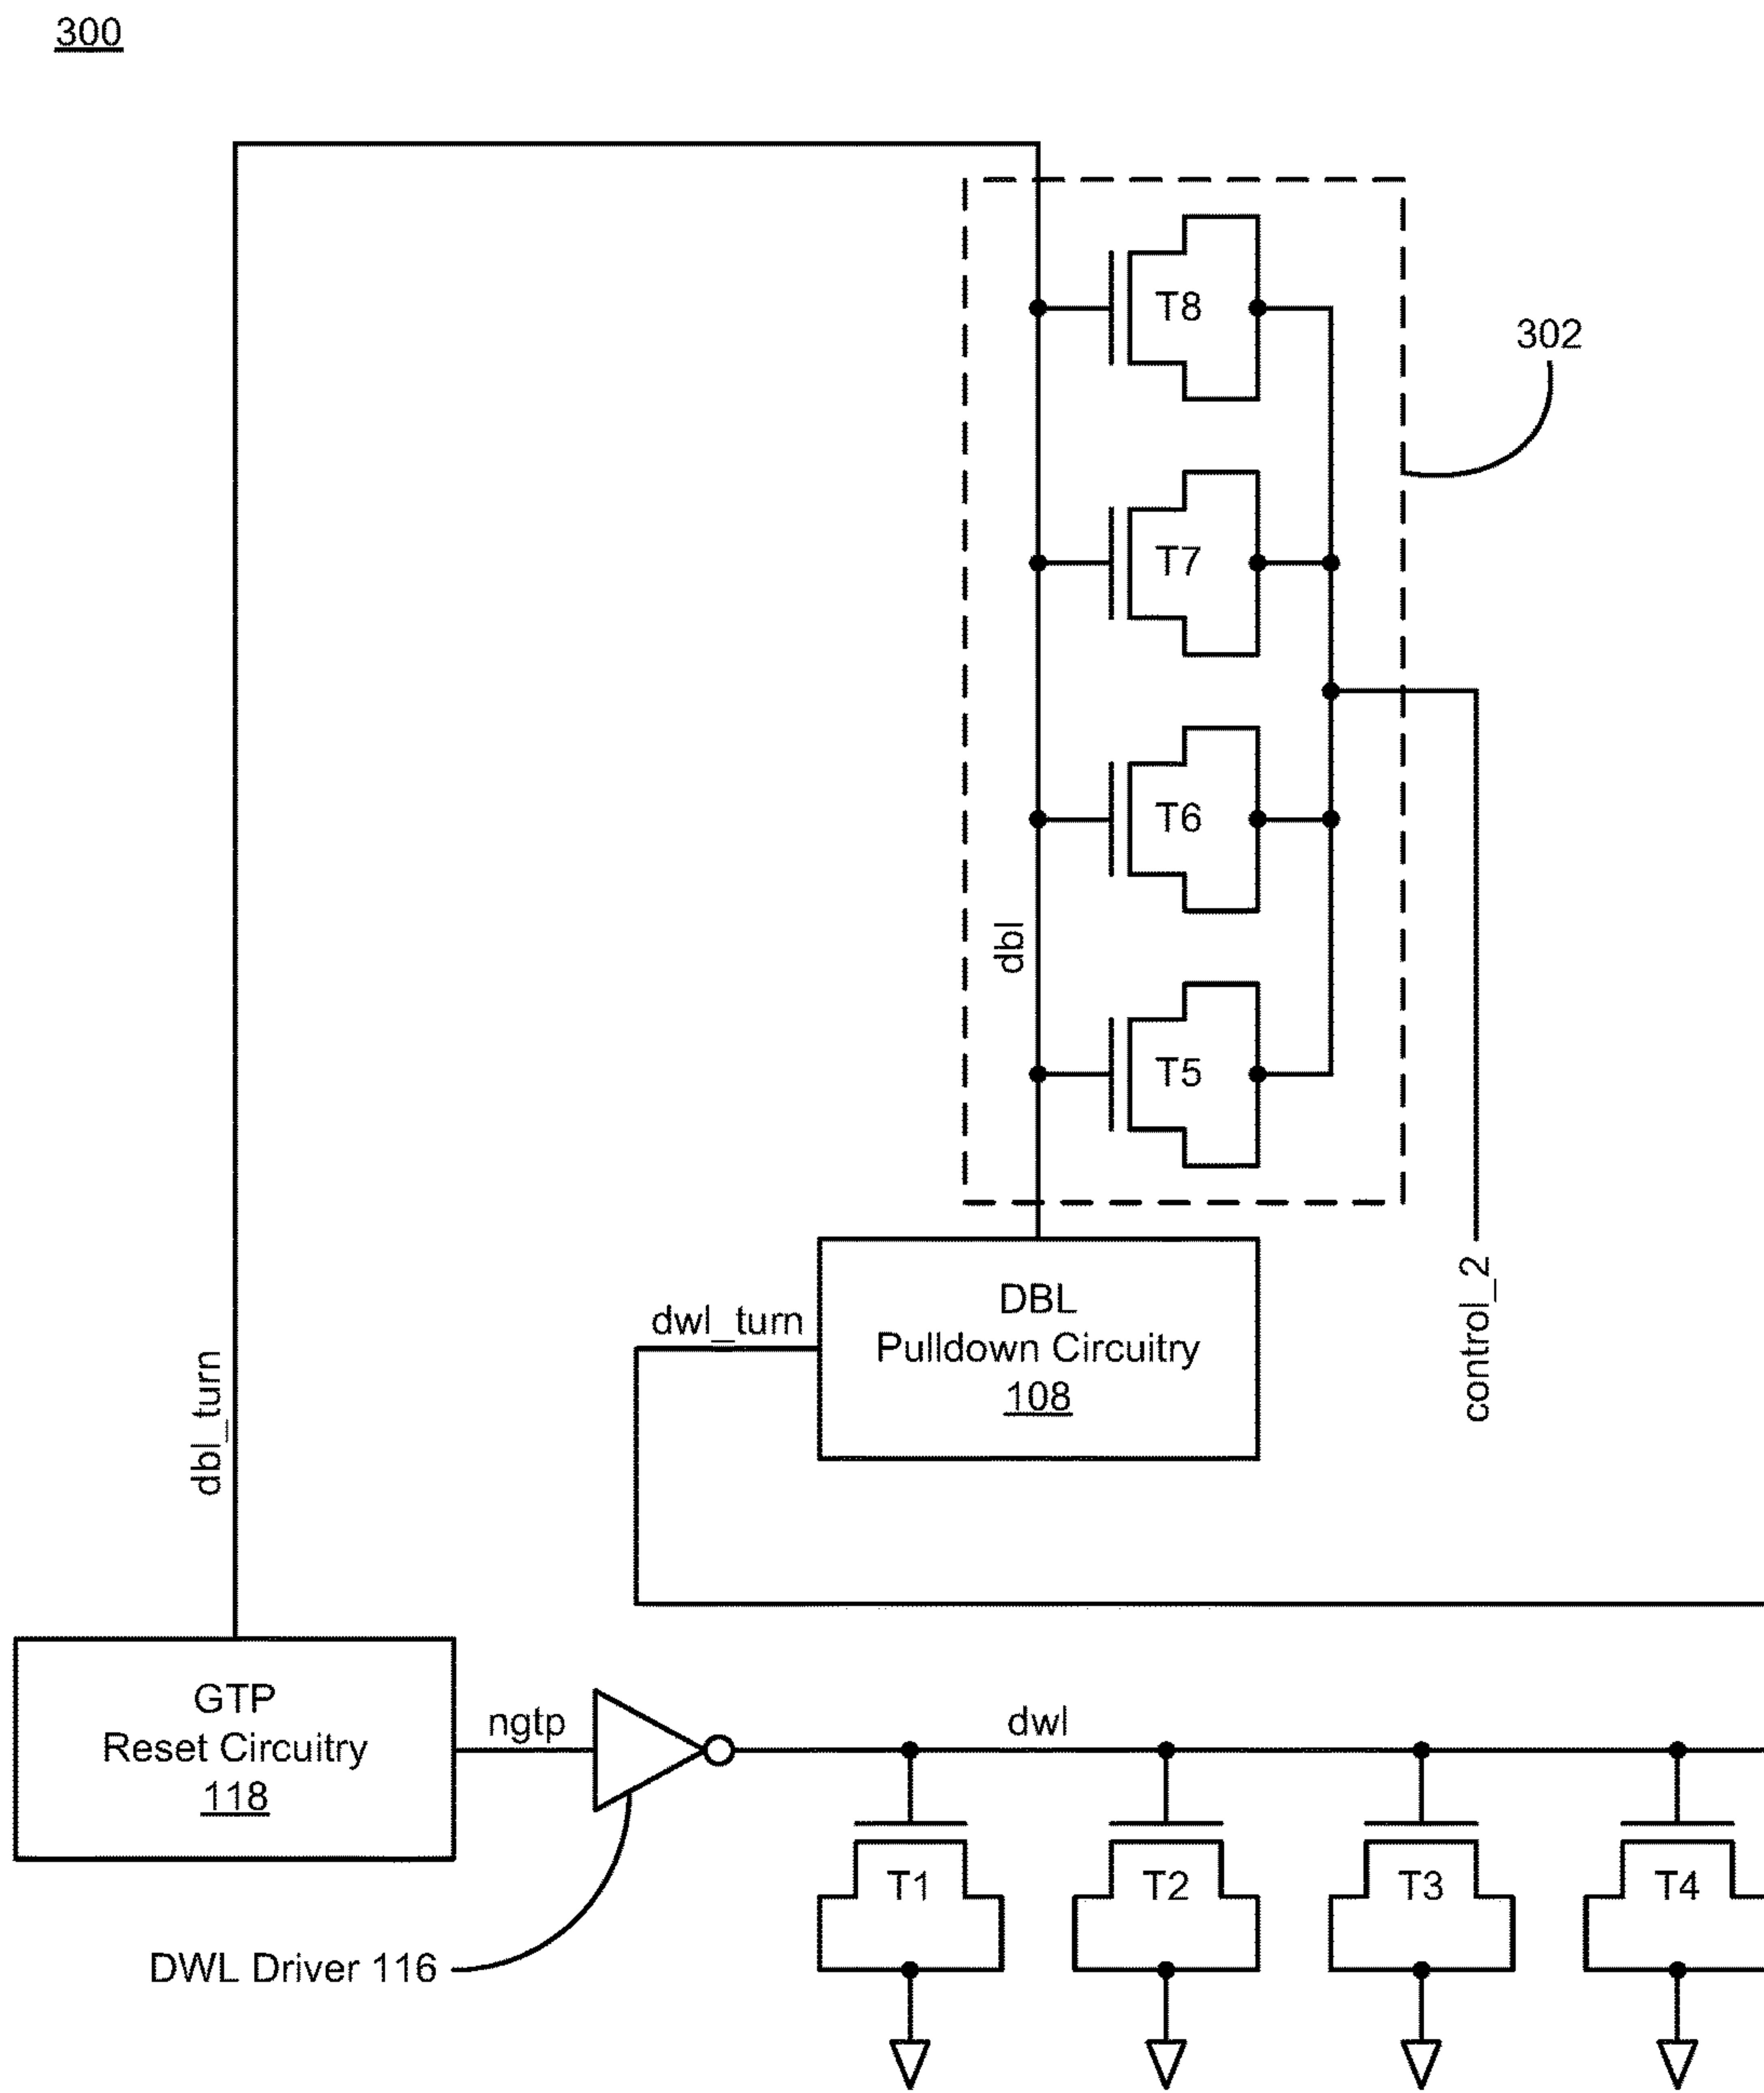 300
T8
302
T7
T6
dbl
T5
control_2
DBL
Pulldown Circuitry
108
dwl_turn
dbl_turn
GTP
Reset Circuitry
118
ngtp
dwl
T1
T2
T3
T4
DWL Driver 116